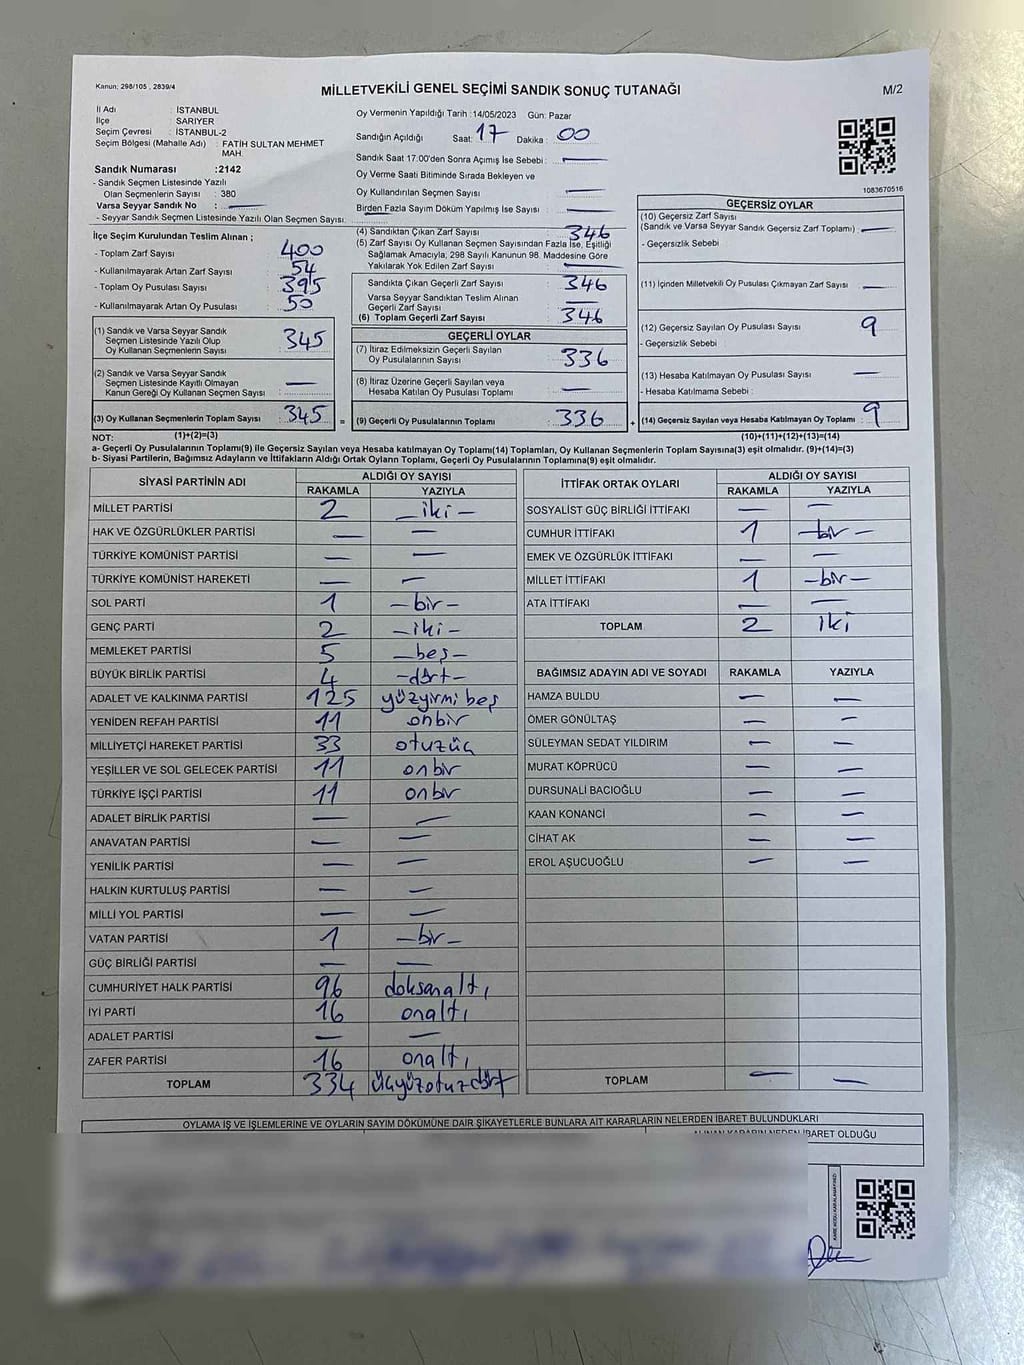 Kanun; 298/105 , 2839/4
MİLLETVEKİLİ GENEL SEÇİMİ SANDIK SONUÇ TUTANAĞI
M/2
İl Adı : İSTANBUL
İlçe : SARIYER
Seçim Çevresi : İSTANBUL-2
Seçim Bölgesi (Mahalle Adı) : FATİH SULTAN MEHMET
MAH.
Sandık Numarası :2142
- Sandık Seçmen Listesinde Yazılı
Olan Seçmenlerin Sayısı : 380
Varsa Seyyar Sandık No : —
- Seyyar Sandık Seçmen Listesinde Yazılı Olan Seçmen Sayısı:
Oy Vermenin Yapıldığı Tarih :14/05/2023 Gün: Pazar
Sandığın Açıldığı Saat: 17 Dakika : 00
Sandık Saat 17:00'den Sonra Açımış İse Sebebi : —
Oy Verme Saati Bitiminde Sırada Bekleyen ve
Oy Kullandırılan Seçmen Sayısı : —
Birden Fazla Sayım Döküm Yapılmış İse Sayısı : —
1083670516
İlçe Seçim Kurulundan Teslim Alınan ;
- Toplam Zarf Sayısı : 400
- Kullanılmayarak Artan Zarf Sayısı : 54
- Toplam Oy Pusulası Sayısı : 395
- Kullanılmayarak Artan Oy Pusulası : 50
(1) Sandık ve Varsa Seyyar Sandık
Seçmen Listesinde Yazılı Olup
Oy Kullanan Seçmenlerin Sayısı : 345
(2) Sandık ve Varsa Seyyar Sandık
Seçmen Listesinde Kayıtlı Olmayan
Kanun Gereği Oy Kullanan Seçmen Sayısı : —
(3) Oy Kullanan Seçmenlerin Toplam Sayısı : 345 =
(4) Sandıktan Çıkan Zarf Sayısı : 346
(5) Zarf Sayısı Oy Kullanan Seçmen Sayısından Fazla İse, Eşitliği
Sağlamak Amacıyla, 298 Sayılı Kanunun 98. Maddesine Göre
Yakılarak Yok Edilen Zarf Sayısı : —
Sandıkta Çıkan Geçerli Zarf Sayısı : 346
Varsa Seyyar Sandıktan Teslim Alınan
Geçerli Zarf Sayısı : —
(6) Toplam Geçerli Zarf Sayısı : 346
GEÇERLİ OYLAR
(7) İtiraz Edilmeksizin Geçerli Sayılan
Oy Pusulalarının Sayısı : 336
(8) İtiraz Üzerine Geçerli Sayılan veya
Hesaba Katılan Oy Pusulası Toplamı : —
(9) Geçerli Oy Pusulalarının Toplamı : 336 +
GEÇERSİZ OYLAR
(10) Geçersiz Zarf Sayısı
(Sandık ve Varsa Seyyar Sandık Geçersiz Zarf Toplamı) : —
- Geçersizlik Sebebi :
(11) İçinden Milletvekili Oy Pusulası Çıkmayan Zarf Sayısı : —
(12) Geçersiz Sayılan Oy Pusulası Sayısı : 9
- Geçersizlik Sebebi :
(13) Hesaba Katılmayan Oy Pusulası Sayısı : —
- Hesaba Katılmama Sebebi :
(14) Geçersiz Sayılan veya Hesaba Katılmayan Oy Toplamı : 9
NOT: (1)+(2)=(3) (10)+(11)+(12)+(13)=(14)
a- Geçerli Oy Pusulalarının Toplamı(9) ile Geçersiz Sayılan veya Hesaba katılmayan Oy Toplamı(14) Toplamları, Oy Kullanan Seçmenlerin Toplam Sayısına(3) eşit olmalıdır. (9)+(14)=(3)
b- Siyasi Partilerin, Bağımsız Adayların ve İttifakların Aldığı Ortak Oyların Toplamı, Geçerli Oy Pusulalarının Toplamına(9) eşit olmalıdır.
SİYASİ PARTİNİN ADI ALDIĞI OY SAYISI
RAKAMLA YAZIYLA
MİLLET PARTİSİ 2 — iki —
HAK VE ÖZGÜRLÜKLER PARTİSİ — —
TÜRKİYE KOMÜNİST PARTİSİ — —
TÜRKİYE KOMÜNİST HAREKETİ — —
SOL PARTİ 1 — bir —
GENÇ PARTİ 2 — iki —
MEMLEKET PARTİSİ 5 — beş —
BÜYÜK BİRLİK PARTİSİ 4 — dört —
ADALET VE KALKINMA PARTİSİ 125 yüzyirmi beş
YENİDEN REFAH PARTİSİ 11 onbir
MİLLİYETÇİ HAREKET PARTİSİ 33 otuzüç
YEŞİLLER VE SOL GELECEK PARTİSİ 11 onbir
TÜRKİYE İŞÇİ PARTİSİ 11 onbir
ADALET BİRLİK PARTİSİ — —
ANAVATAN PARTİSİ — —
YENİLİK PARTİSİ — —
HALKIN KURTULUŞ PARTİSİ — —
MİLLİ YOL PARTİSİ — —
VATAN PARTİSİ 1 — bir —
GÜÇ BİRLİĞİ PARTİSİ — —
CUMHURİYET HALK PARTİSİ 96 doksanaltı
İYİ PARTİ 16 onaltı
ADALET PARTİSİ — —
ZAFER PARTİSİ 16 onaltı
TOPLAM 334 üçyüzotuzdört
İTTİFAK ORTAK OYLARI ALDIĞI OY SAYISI
RAKAMLA YAZIYLA
SOSYALİST GÜÇ BİRLİĞİ İTTİFAKI — —
CUMHUR İTTİFAKI 1 — bir —
EMEK VE ÖZGÜRLÜK İTTİFAKI — —
MİLLET İTTİFAKI 1 — bir —
ATA İTTİFAKI — —
TOPLAM 2 iki
BAĞIMSIZ ADAYIN ADI VE SOYADI RAKAMLA YAZIYLA
HAMZA BULDU — —
ÖMER GÖNÜLTAŞ — —
SÜLEYMAN SEDAT YILDIRIM — —
MURAT KÖPRÜCÜ — —
DURSUNALİ BACIOĞLU — —
KAAN KONANCİ — —
CİHAT AK — —
EROL AŞUCUOĞLU — —
TOPLAM — —
OYLAMA İŞ VE İŞLEMLERİNE VE OYLARIN SAYIM DÖKÜMÜNE DAİR ŞİKAYETLERLE BUNLARA AİT KARARLARIN NELERDEN İBARET BULUNDUKLARI
ALINAN KARARIN NEDEN İBARET OLDUĞU